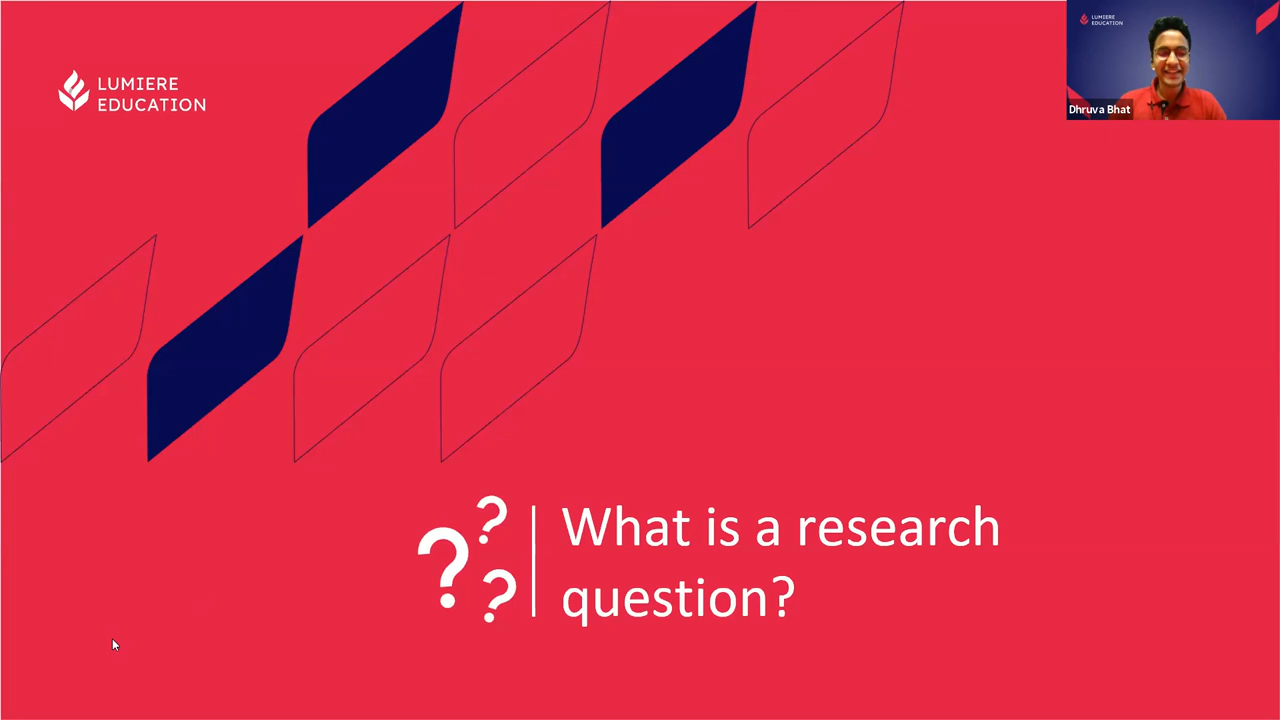 LUMIERE
EDUCATION
LUMIERE
EDUCATION
Dhruva Bhat
? What is a research
? question?
?